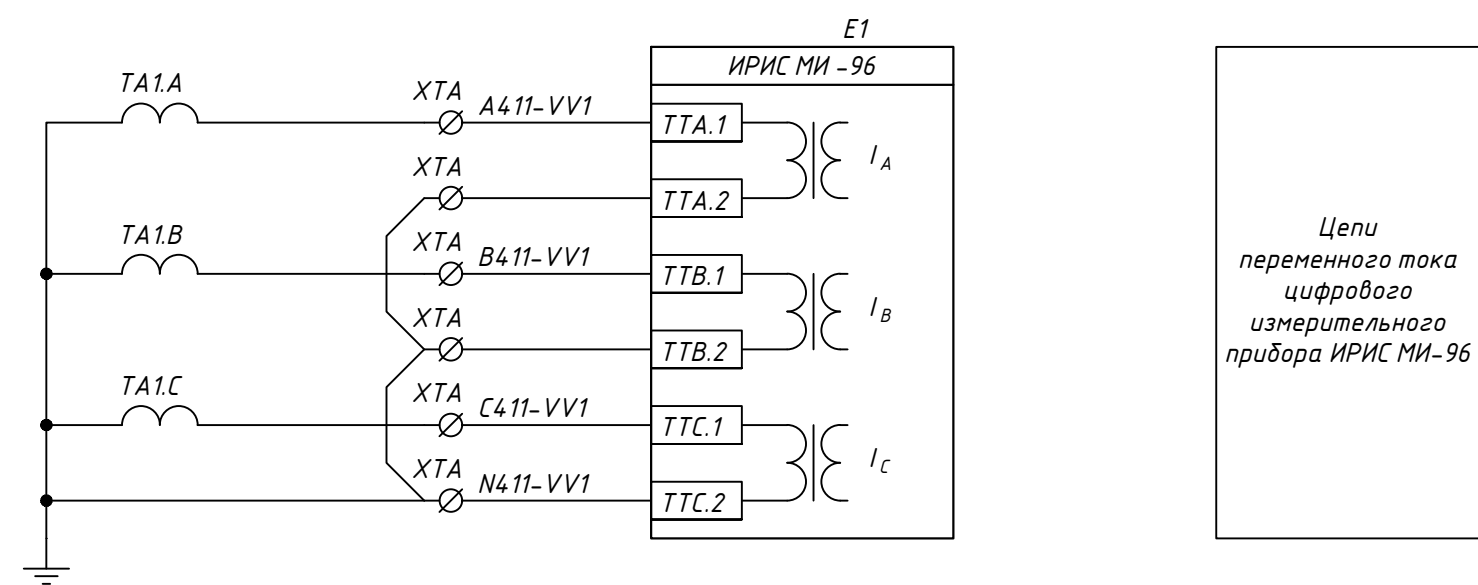 E1
ИРИС МИ -96
TA1.A
XTA
A411-VV1
TTA.1
I A
XTA
TTA.2
TA1.B
XTA
B411-VV1
TTB.1
I B
XTA
TTB.2
TA1.C
XTA
C411-VV1
TTC.1
I C
XTA
N411-VV1
TTC.2
Цепи
переменного тока
цифрового
измерительного
прибора ИРИС МИ-96